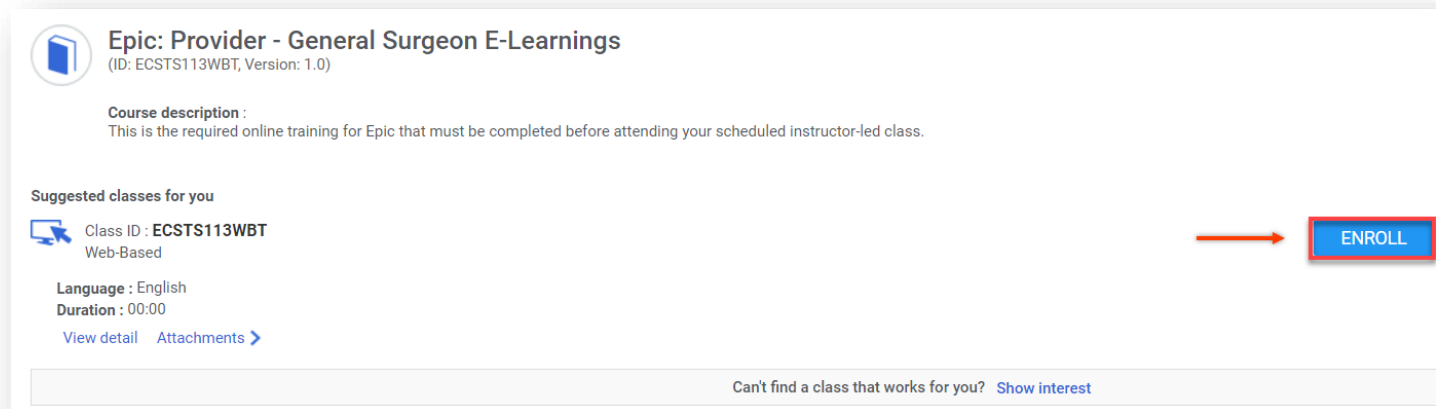 Epic: Provider - General Surgeon E-Learnings
(ID: ECSTS113WBT, Version: 1.0)
Course description :
This is the required online training for Epic that must be completed before attending your scheduled instructor-led class.
Suggested classes for you
Class ID : ECSTS113WBT
ENROLL
Web-Based
Language : English
Duration : 00:00
View detail Attachments
Can't find a class that works for you? Show interest